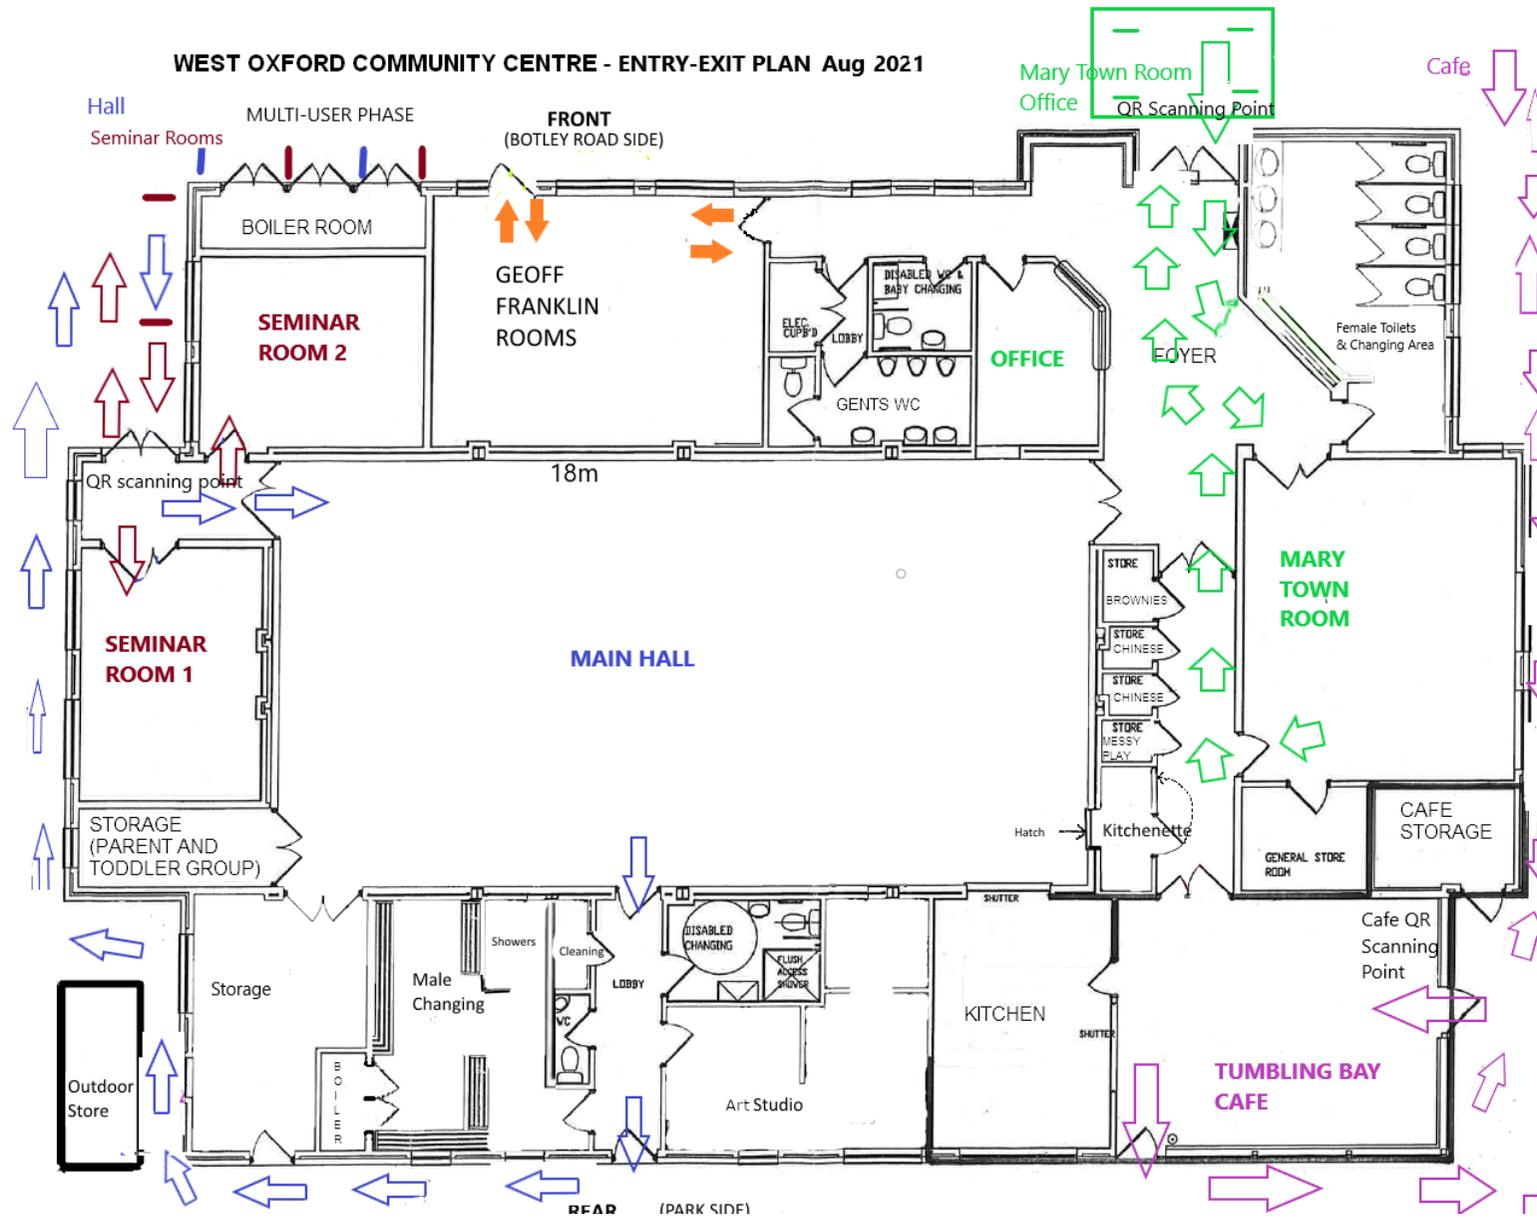 WEST OXFORD COMMUNITY CENTRE - ENTRY-EXIT PLAN Aug 2021
Mary Town Room
Office
QR Scanning Point
Cafe
Hall
Seminar Rooms
MULTI-USER PHASE
FRONT
(BOTLEY ROAD SIDE)
BOILER ROOM
SEMINAR
ROOM 2
GEOFF
FRANKLIN
ROOMS
ELEC.
CUPB'D
LOBBY
DISABLED WC &
BABY CHANGING
GENTS WC
OFFICE
FOYER
Female Toilets
& Changing Area
QR scanning point
18m
SEMINAR
ROOM 1
MAIN HALL
STORE
BROWNIES
STORE
CHINESE
STORE
CHINESE
STORE
MESSY
PLAY
MARY
TOWN
ROOM
STORAGE
(PARENT AND
TODDLER GROUP)
Hatch
Kitchenette
GENERAL STORE
ROOM
CAFE
STORAGE
SHUTTER
Storage
Male
Changing
Showers
Cleaning
WC
LOBBY
DISABLED
CHANGING
FLUSH
ACCESS
SHOWER
BOILER
Art Studio
KITCHEN
SHUTTER
Cafe QR
Scanning
Point
TUMBLING BAY
CAFE
Outdoor
Store
REAR
(PARK SIDE)